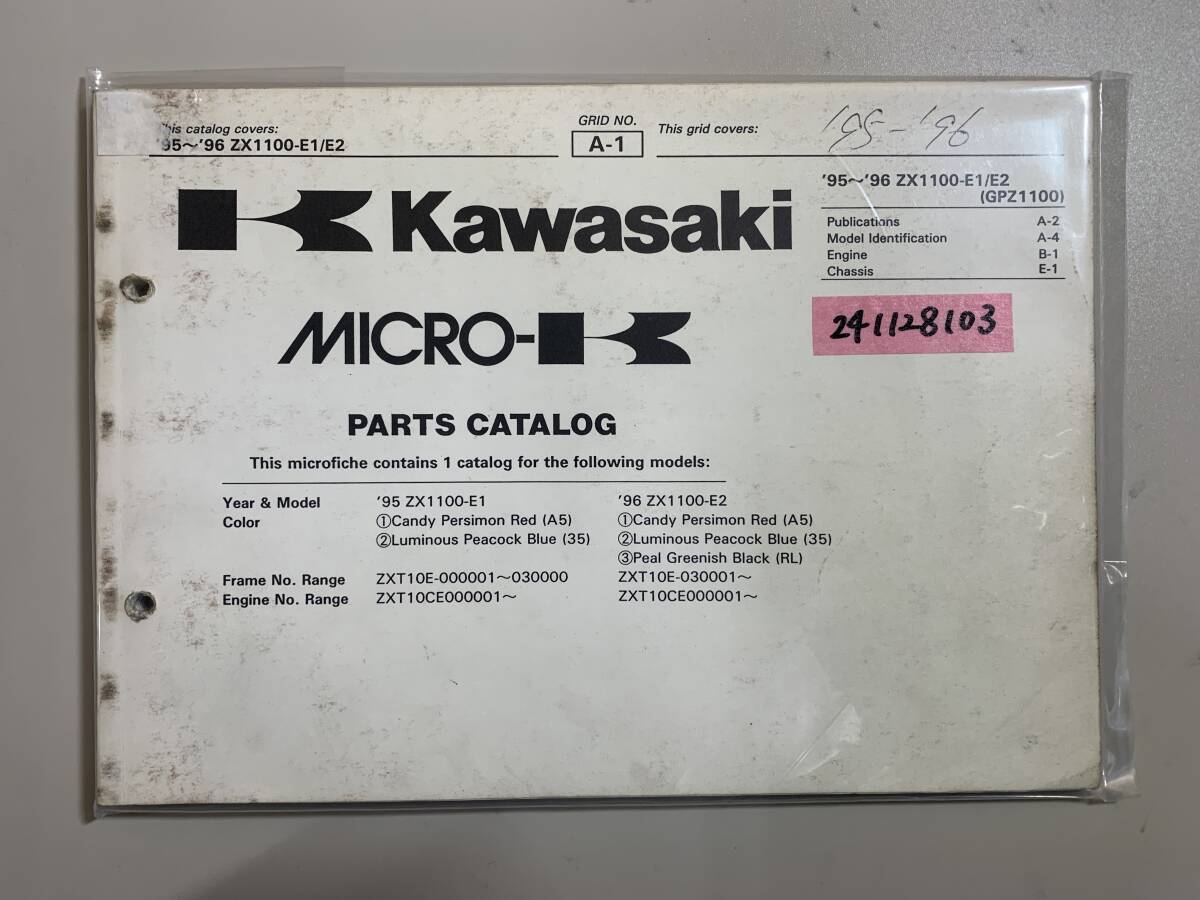 This catalog covers:
'95～'96 ZX1100-E1/E2
GRID NO.
A-1
This grid covers:
'95-'96
'95～'96 ZX1100-E1/E2
(GPZ1100)
Publications A-2
Model Identification A-4
Engine B-1
Chassis E-1
Kawasaki
241128103
MICRO-K
PARTS CATALOG
This microfiche contains 1 catalog for the following models:
Year & Model '95 ZX1100-E1 '96 ZX1100-E2
Color ①Candy Persimon Red (A5) ①Candy Persimon Red (A5)
②Luminous Peacock Blue (35) ②Luminous Peacock Blue (35)
③Peal Greenish Black (RL)
Frame No. Range ZXT10E-000001～030000 ZXT10E-030001～
Engine No. Range ZXT10CE000001～ ZXT10CE000001～